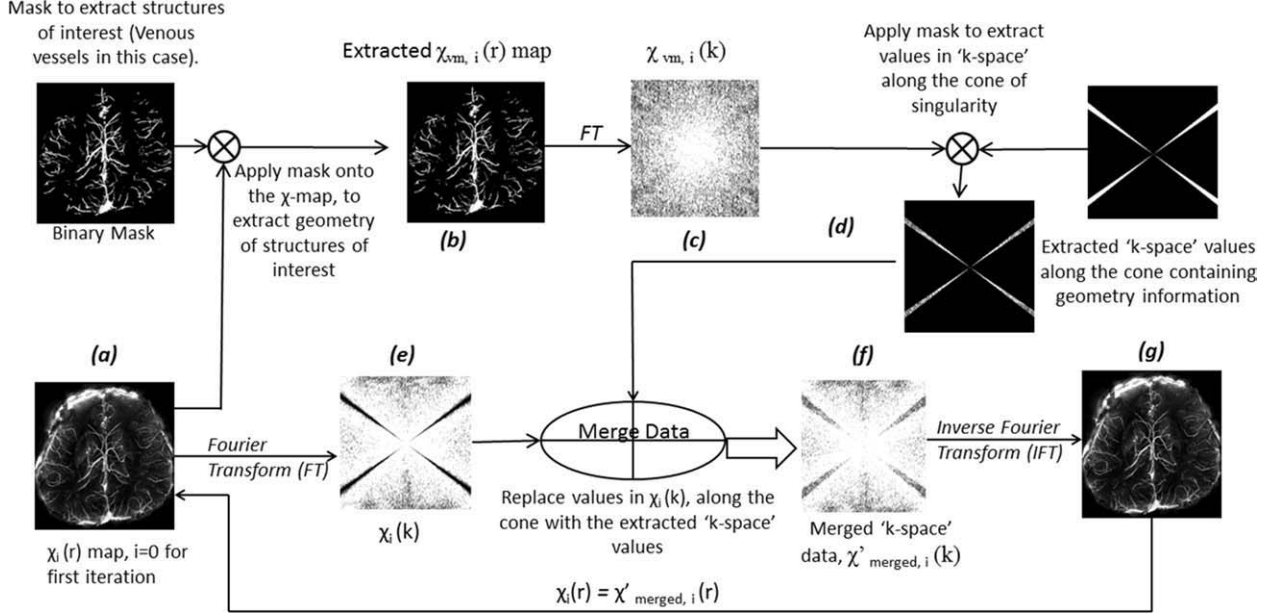 Mask to extract structures
of interest (Venous
vessels in this case).
Binary Mask
Apply mask onto
the χ-map, to
extract geometry
of structures of
interest
Extracted χvm, i (r) map
(b)
FT
χ vm, i (k)
(c)
Apply mask to extract
values in ‘k-space’
along the cone of
singularity
(d)
Extracted ‘k-space’ values
along the cone containing
geometry information
(a)
χi (r) map, i=0 for
first iteration
Fourier
Transform (FT)
(e)
χi (k)
Merge Data
Replace values in χi (k), along the
cone with the extracted ‘k-space’
values
(f)
Merged ‘k-space’
data, χ’ merged, i (k)
Inverse Fourier
Transform (IFT)
(g)
χi(r) = χ’merged, i (r)